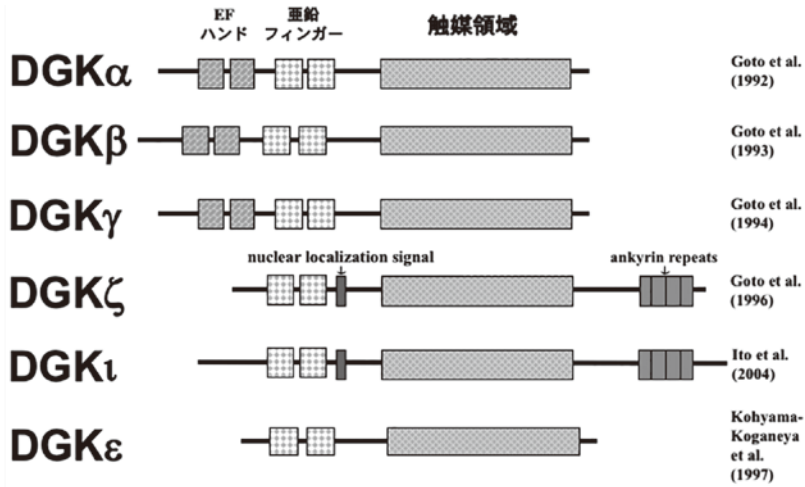 EF
ハンド
亜鉛
フィンガー
触媒領域
DGKα
Goto et al.
(1992)
DGKβ
Goto et al.
(1993)
DGKγ
Goto et al.
(1994)
nuclear localization signal
ankyrin repeats
DGKζ
Goto et al.
(1996)
DGKι
Ito et al.
(2004)
DGKε
Kohyama-
Koganeya
et al.
(1997)